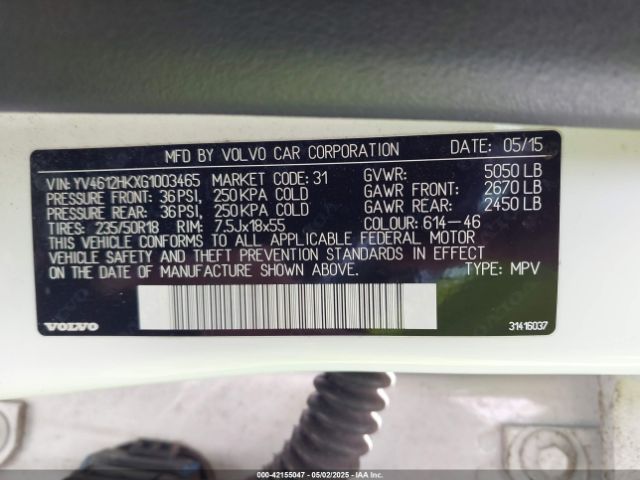 MFD BY VOLVO CAR CORPORATION DATE: 05/15
VIN: YV4612HKXG1003465 MARKET CODE: 31 GVWR: 5050 LB
PRESSURE FRONT: 36 PSI, 250 KPA COLD GAWR FRONT: 2670 LB
PRESSURE REAR: 36 PSI, 250 KPA COLD GAWR REAR: 2450 LB
TIRES: 235/50R18 RIM: 7.5Jx18x55 COLOUR: 614-46
THIS VEHICLE CONFORMS TO ALL APPLICABLE FEDERAL MOTOR
VEHICLE SAFETY AND THEFT PREVENTION STANDARDS IN EFFECT
ON THE DATE OF MANUFACTURE SHOWN ABOVE. TYPE: MPV
VOLVO 31416037
000-42155047 - 05/02/2025 - IAAI.com